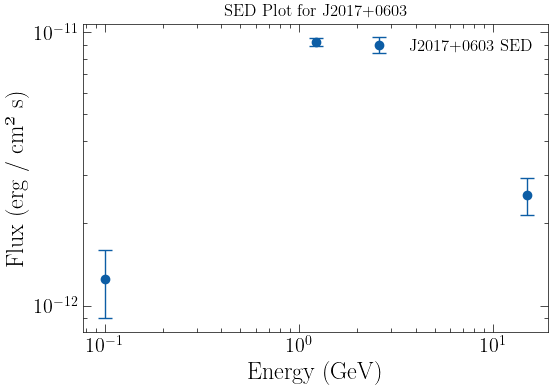 SED Plot for J2017+0603
10⁻¹¹
J2017+0603 SED
Flux (erg / cm² s)
10⁻¹²
10⁻¹ 10⁰ 10¹
Energy (GeV)